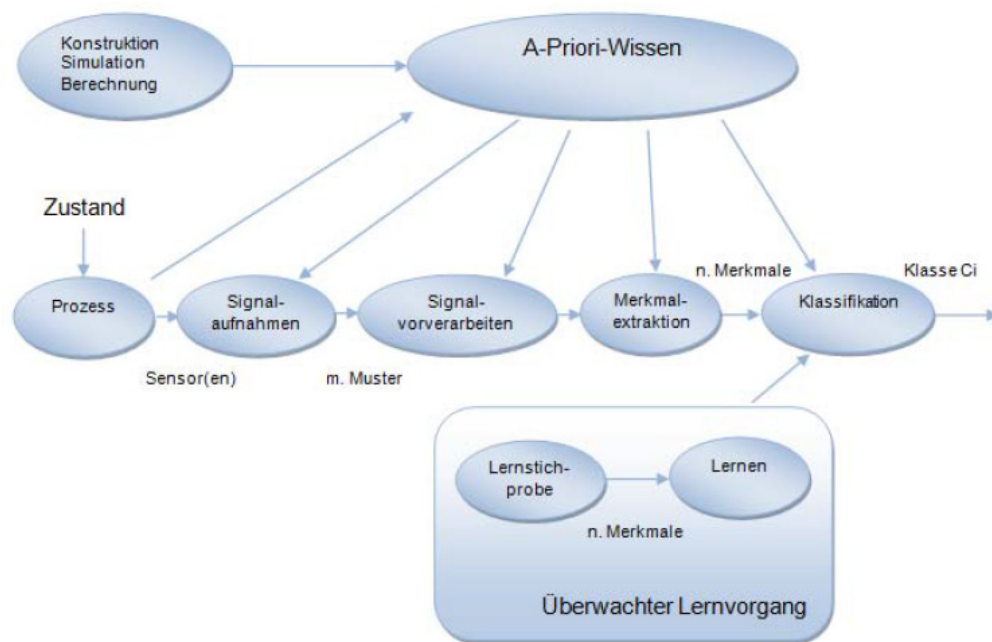 Konstruktion
Simulation
Berechnung
A-Priori-Wissen
Zustand
Prozess
Signal-
aufnahmen
Signal-
vorverarbeiten
Merkmal-
extraktion
n. Merkmale
Klassifikation
Klasse Ci
Sensor(en)
m. Muster
Lernstich-
probe
Lernen
n. Merkmale
Überwachter Lernvorgang